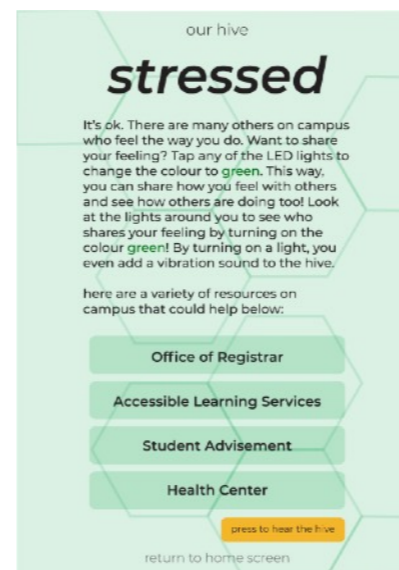 our hive
stressed
It's ok. There are many others on campus
who feel the way you do. Want to share
your feeling? Tap any of the LED lights to
change the colour to green. This way,
you can share how you feel with others
and see how others are doing too! Look
at the lights around you to see who
shares your feeling by turning on the
colour green! By turning on a light, you
even add a vibration sound to the hive.
here are a variety of resources on
campus that could help below:
Office of Registrar
Accessible Learning Services
Student Advisement
Health Center
press to hear the hive
return to home screen